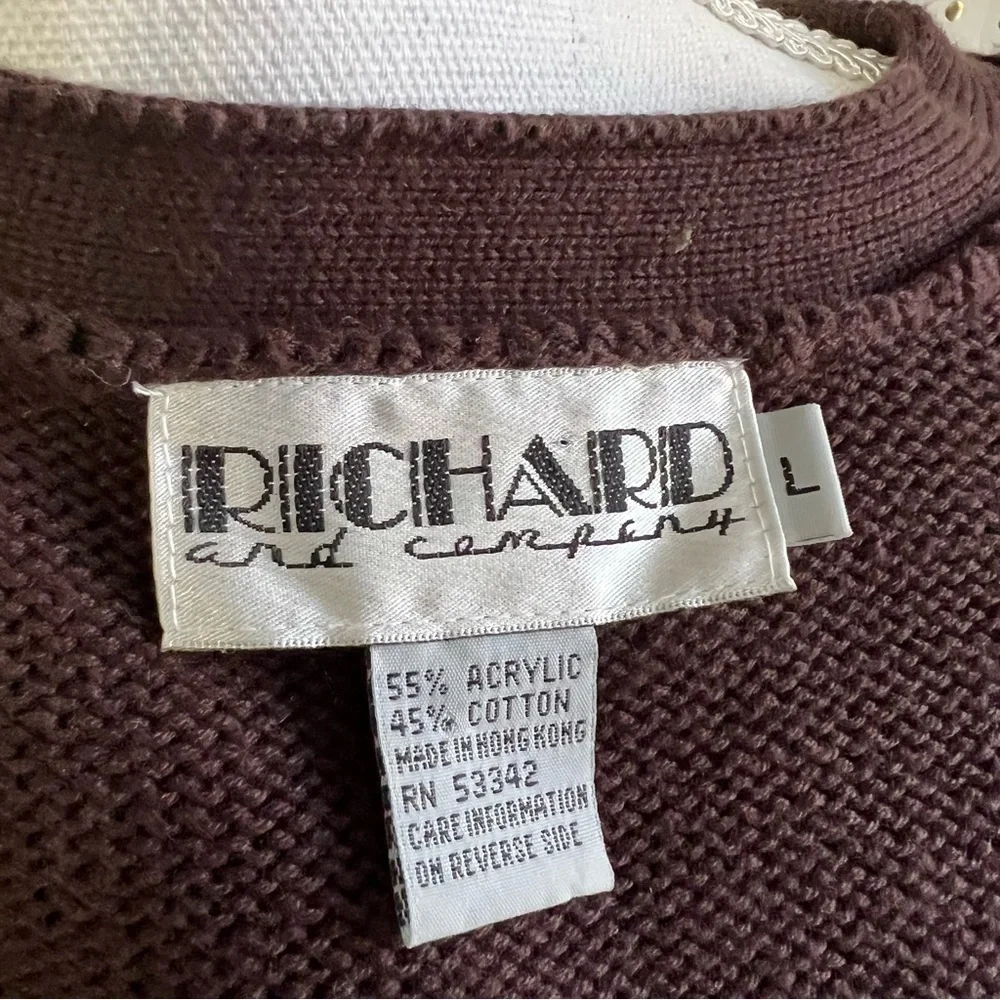 RICHARD
and company
L
55% ACRYLIC
45% COTTON
MADE IN HONG KONG
RN 53342
CARE INFORMATION
ON REVERSE SIDE